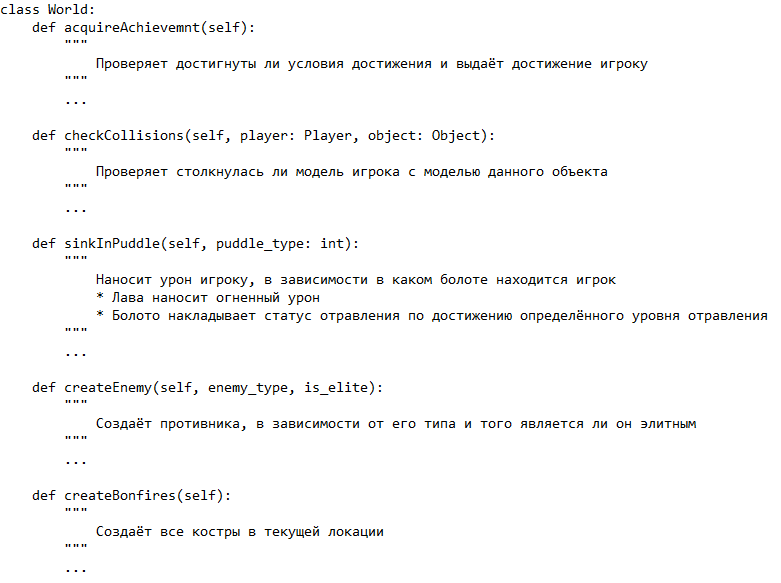 class World:
    def acquireAchievemnt(self):
        """
            Проверяет достигнуты ли условия достижения и выдаёт достижение игроку
        """
        ...

    def checkCollisions(self, player: Player, object: Object):
        """
            Проверяет столкнулась ли модель игрока с моделью данного объекта
        """
        ...

    def sinkInPuddle(self, puddle_type: int):
        """
            Наносит урон игроку, в зависимости в каком болоте находится игрок
            * Лава наносит огненный урон
            * Болото накладывает статус отравления по достижению определённого уровня отравления
        """
        ...

    def createEnemy(self, enemy_type, is_elite):
        """
            Создаёт противника, в зависимости от его типа и того является ли он элитным
        """
        ...

    def createBonfires(self):
        """
            Создаёт все костры в текущей локации
        """
        ...